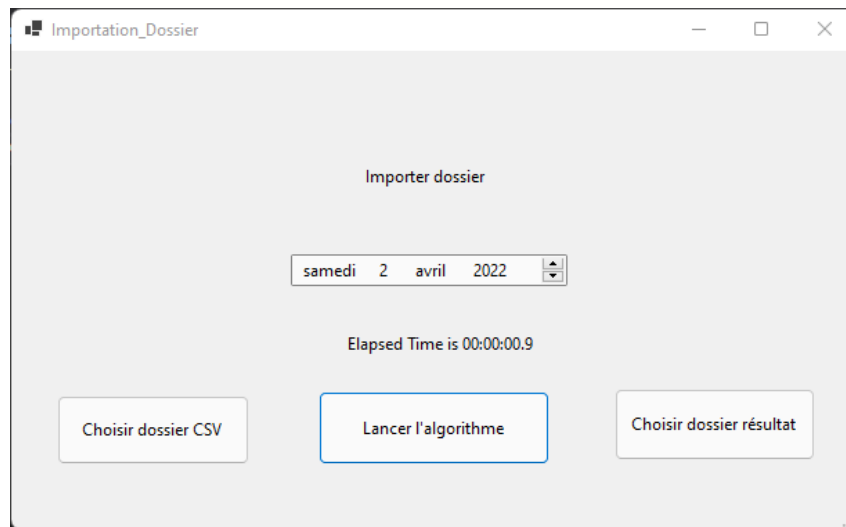 Importation_Dossier
Importer dossier
samedi 2 avril 2022
Elapsed Time is 00:00:00.9
Choisir dossier CSV
Lancer l'algorithme
Choisir dossier résultat